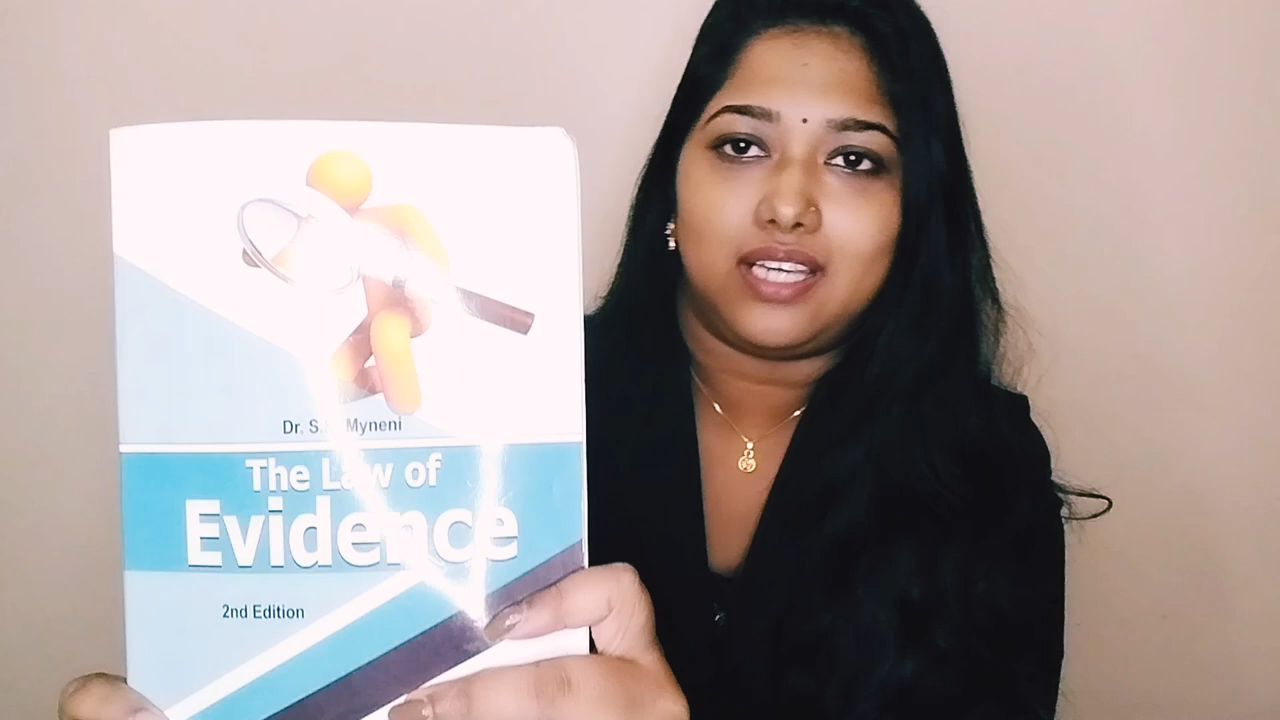 Dr. S. Myneni
The Law of
Evidence
2nd Edition